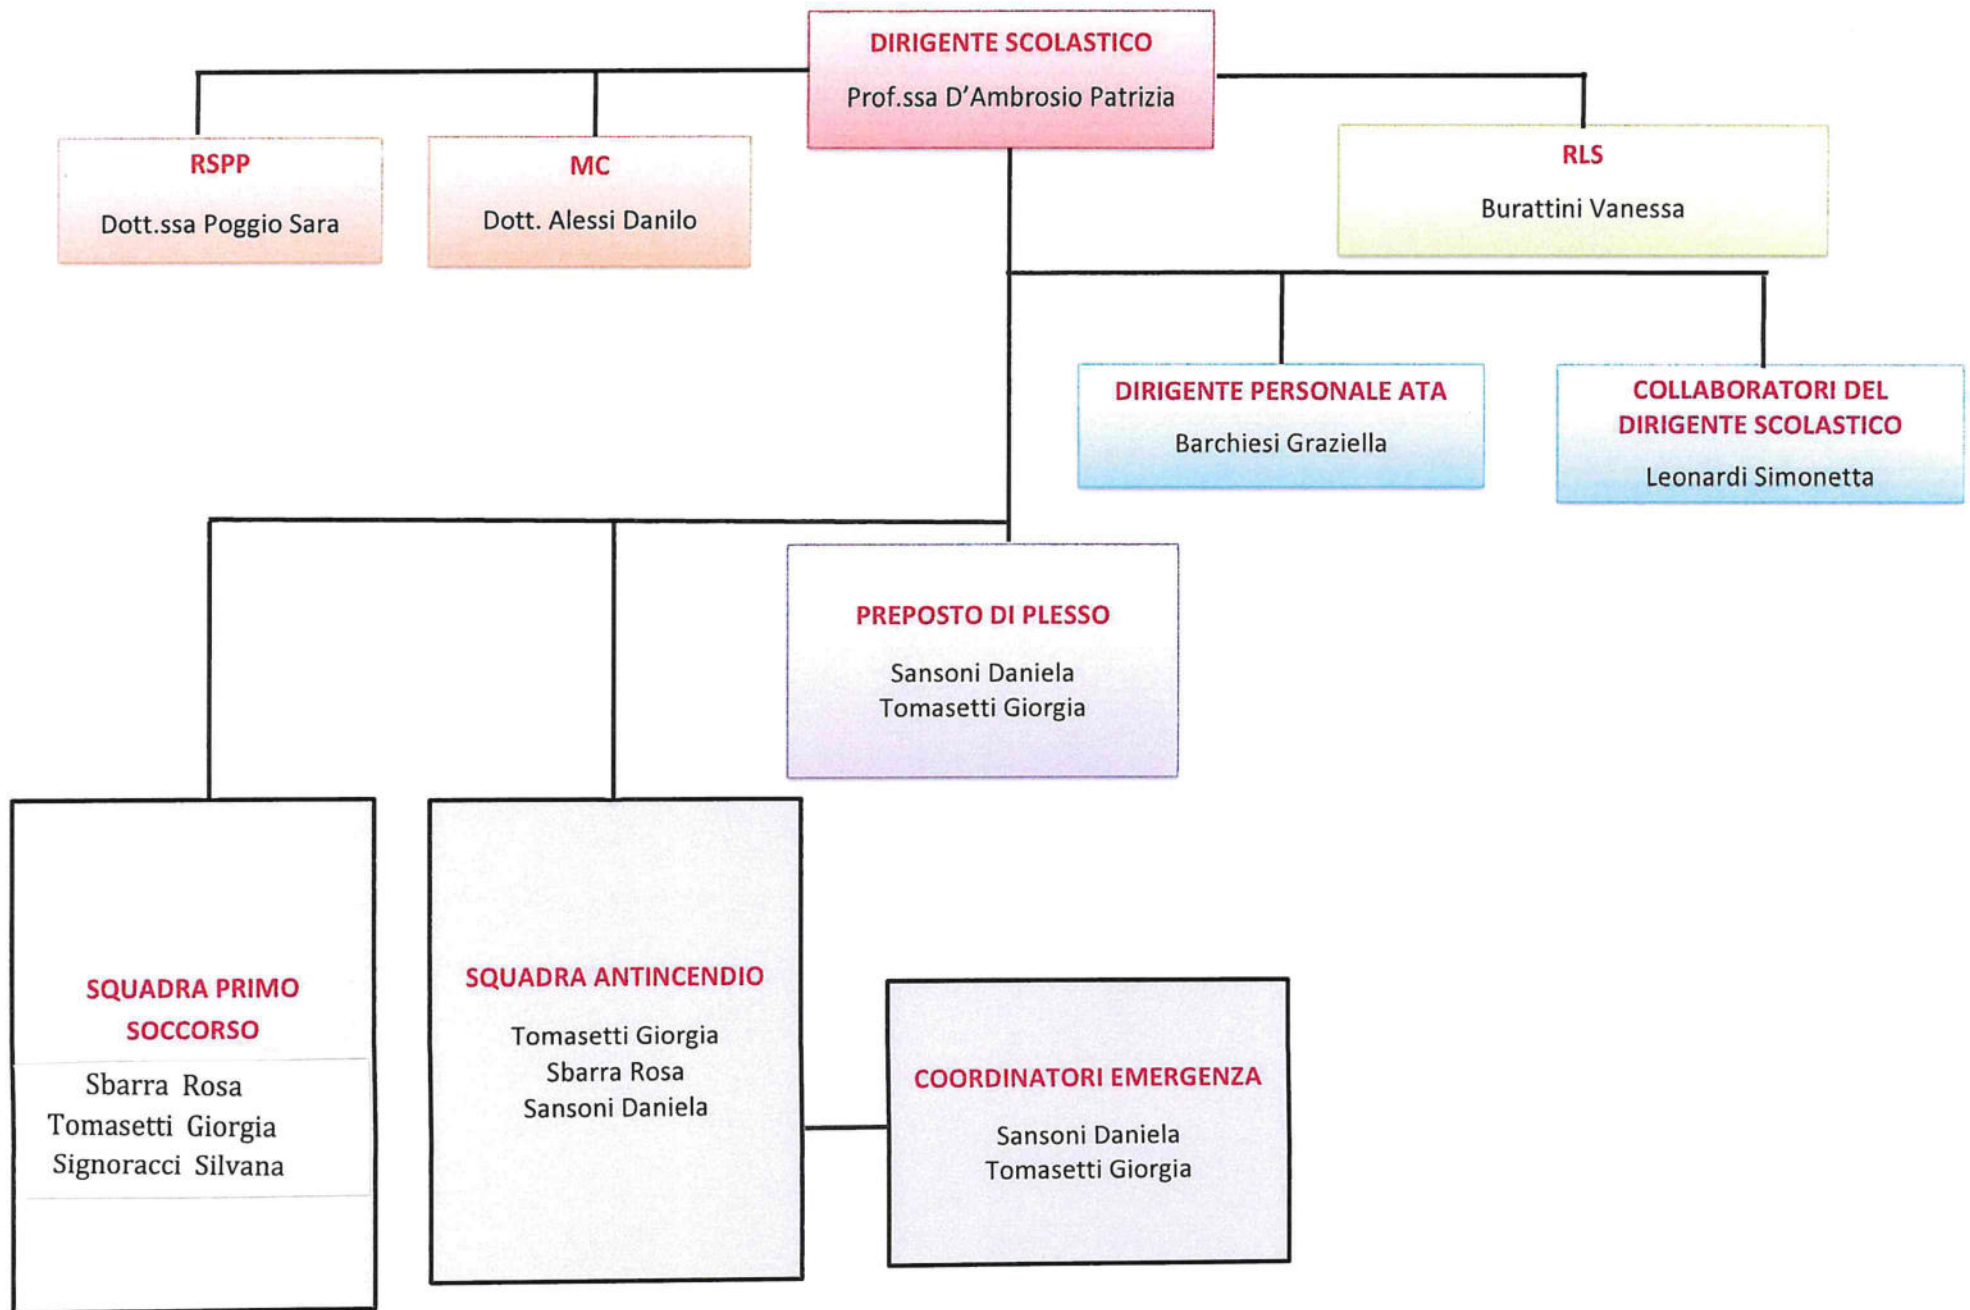 DIRIGENTE SCOLASTICO
Prof.ssa D'Ambrosio Patrizia
RSPP
Dott.ssa Poggio Sara
MC
Dott. Alessi Danilo
RLS
Burattini Vanessa
DIRIGENTE PERSONALE ATA
Barchiesi Graziella
COLLABORATORI DEL
DIRIGENTE SCOLASTICO
Leonardi Simonetta
PREPOSTO DI PLESSO
Sansoni Daniela
Tomasetti Giorgia
SQUADRA PRIMO
SOCCORSO
Sbarra Rosa
Tomasetti Giorgia
Signoracci Silvana
SQUADRA ANTINCENDIO
Tomasetti Giorgia
Sbarra Rosa
Sansoni Daniela
COORDINATORI EMERGENZA
Sansoni Daniela
Tomasetti Giorgia